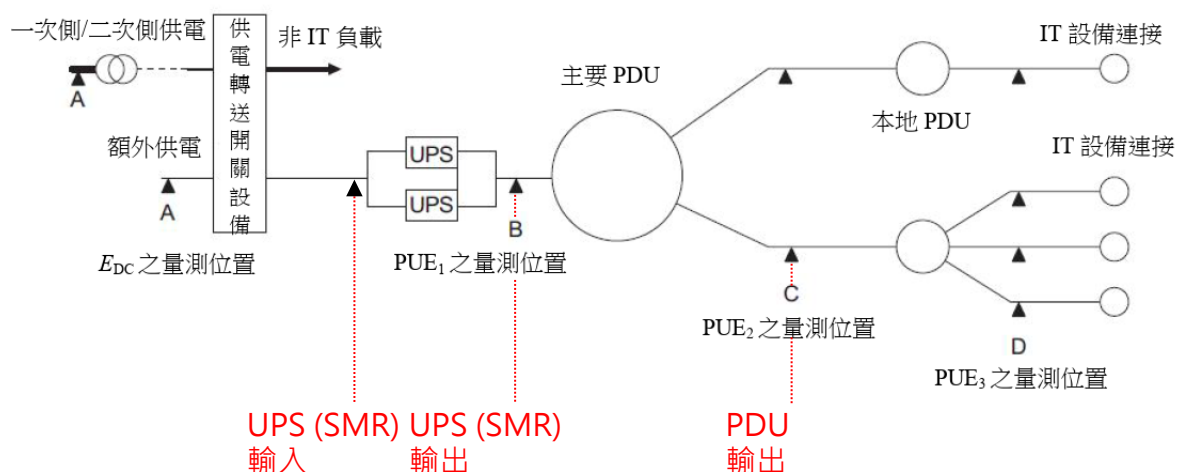 一次側/二次側供電
供電轉送開關設備
非 IT 負載
A
額外供電
A
E_DC 之量測位置
UPS
UPS
B
PUE₁ 之量測位置
主要 PDU
本地 PDU
IT 設備連接
IT 設備連接
C
PUE₂ 之量測位置
D
PUE₃ 之量測位置
UPS (SMR)
輸入
UPS (SMR)
輸出
PDU
輸出